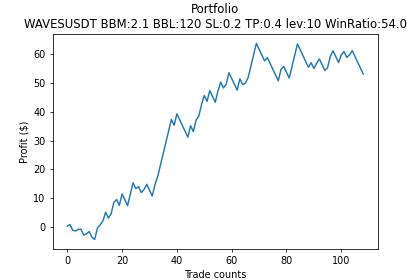 Portfolio
WAVESUSDT BBM:2.1 BBL:120 SL:0.2 TP:0.4 lev:10 WinRatio:54.0
Profit ($)
60
50
40
30
20
10
0
0 20 40 60 80 100
Trade counts